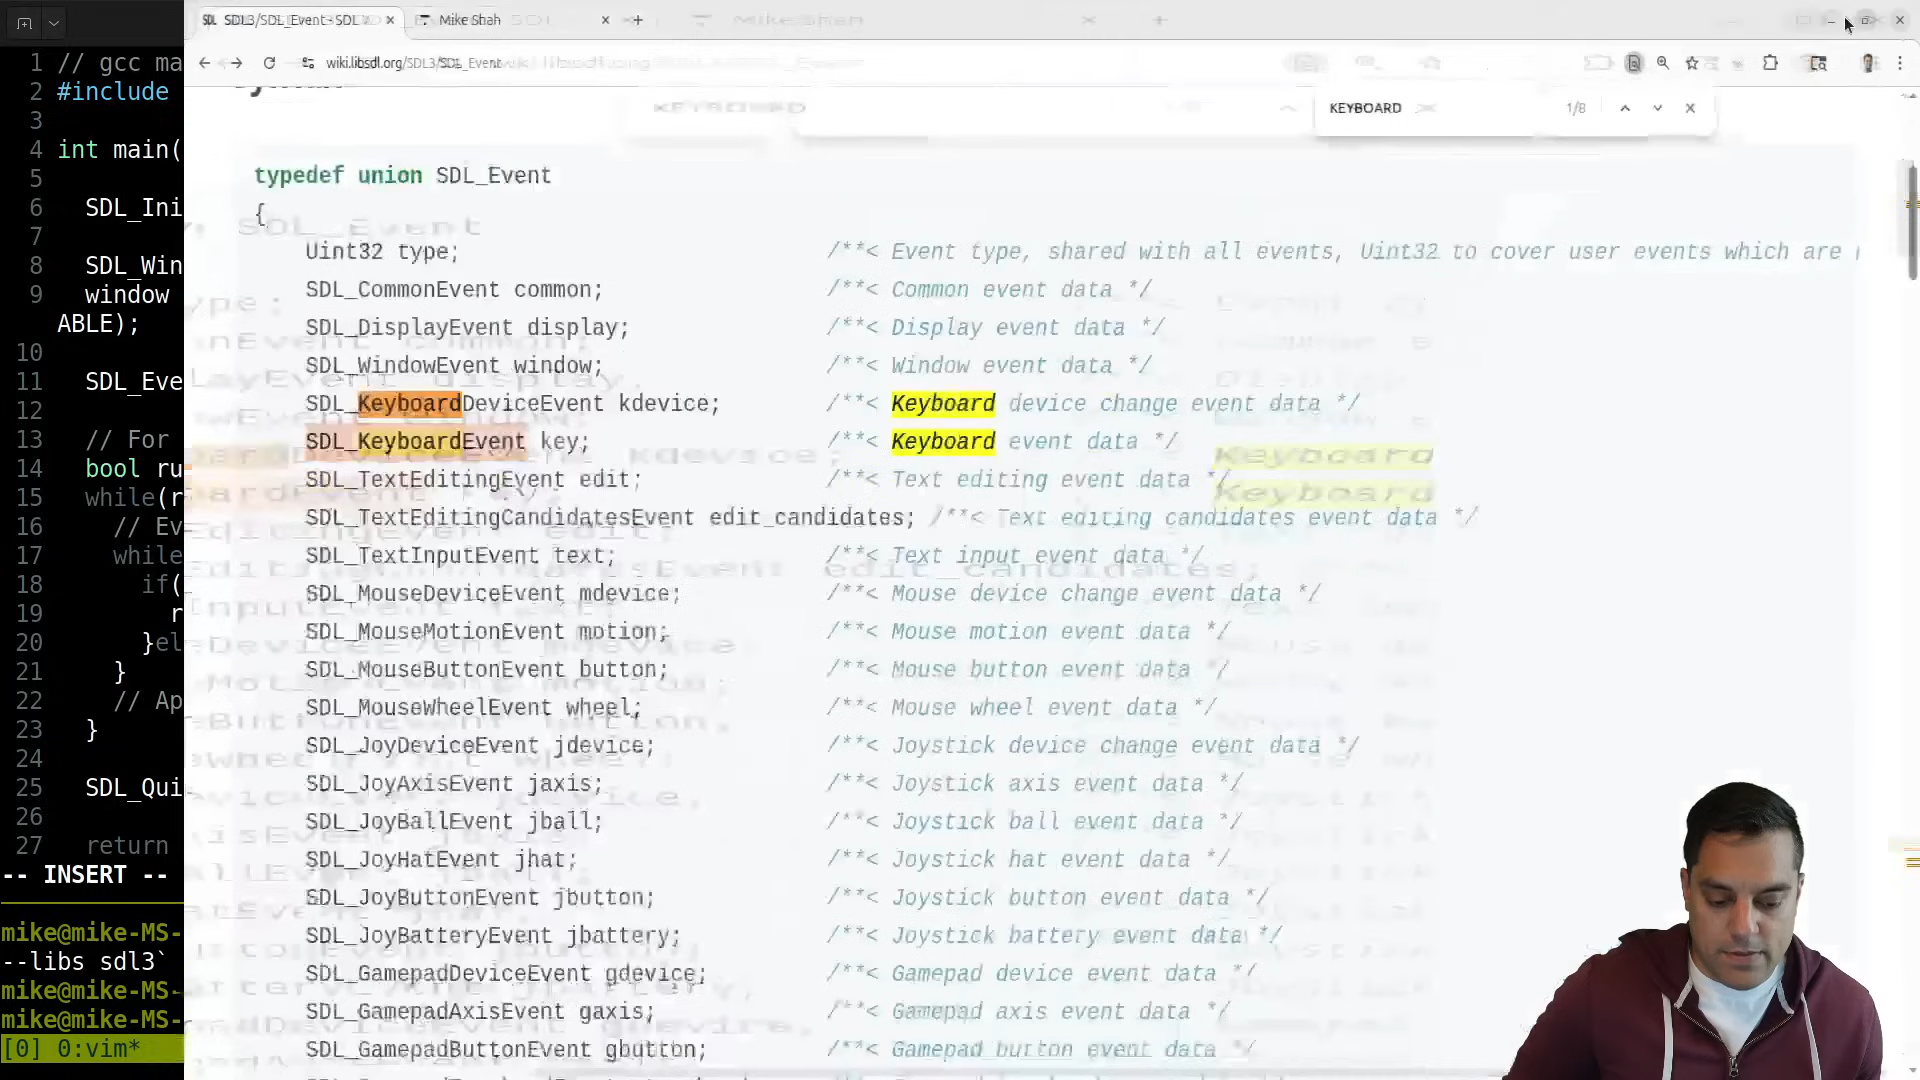 SDL3/SDL_Event - SDL
Mike Shah
wiki.libsdl.org/SDL3/SDL_Event
KEYBOARD
1/8
1 // gcc ma
2 #include
3
4 int main(
5
6 SDL_Ini
7
8 SDL_Win
9 window
ABLE);
10
11 SDL_Eve
12
13 // For
14 bool ru
15 while(r
16 // Ev
17 while
18 if(
19 r
20 }el
21 }
22 // Ap
23 }
24
25 SDL_Qui
26
27 return
-- INSERT --
mike@mike-MS-
--libs sdl3`
mike@mike-MS-
mike@mike-MS-
[0] 0:vim*
typedef union SDL_Event
{
Uint32 type; /**< Event type, shared with all events, Uint32 to cover user events which are
SDL_CommonEvent common; /**< Common event data */
SDL_DisplayEvent display; /**< Display event data */
SDL_WindowEvent window; /**< Window event data */
SDL_KeyboardDeviceEvent kdevice; /**< Keyboard device change event data */
SDL_KeyboardEvent key; /**< Keyboard event data */
SDL_TextEditingEvent edit; /**< Text editing event data */
SDL_TextEditingCandidatesEvent edit_candidates; /**< Text editing candidates event data */
SDL_TextInputEvent text; /**< Text input event data */
SDL_MouseDeviceEvent mdevice; /**< Mouse device change event data */
SDL_MouseMotionEvent motion; /**< Mouse motion event data */
SDL_MouseButtonEvent button; /**< Mouse button event data */
SDL_MouseWheelEvent wheel; /**< Mouse wheel event data */
SDL_JoyDeviceEvent jdevice; /**< Joystick device change event data */
SDL_JoyAxisEvent jaxis; /**< Joystick axis event data */
SDL_JoyBallEvent jball; /**< Joystick ball event data */
SDL_JoyHatEvent jhat; /**< Joystick hat event data */
SDL_JoyButtonEvent jbutton; /**< Joystick button event data */
SDL_JoyBatteryEvent jbattery; /**< Joystick battery event data */
SDL_GamepadDeviceEvent gdevice; /**< Gamepad device event data */
SDL_GamepadAxisEvent gaxis; /**< Gamepad axis event data */
SDL_GamepadButtonEvent gbutton; /**< Gamepad button event data */